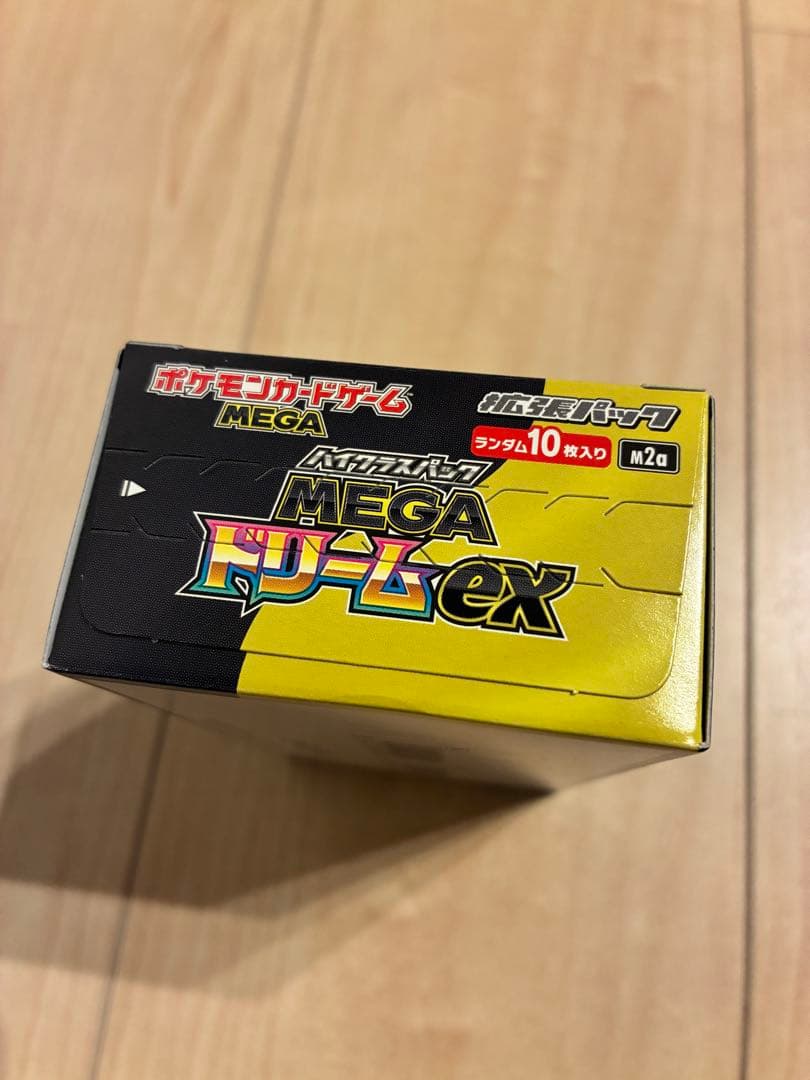 ポケモンカードゲーム
MEGA
拡張パック
ランダム10枚入り
M2a
ハイクラスパック
MEGA
ドリームex